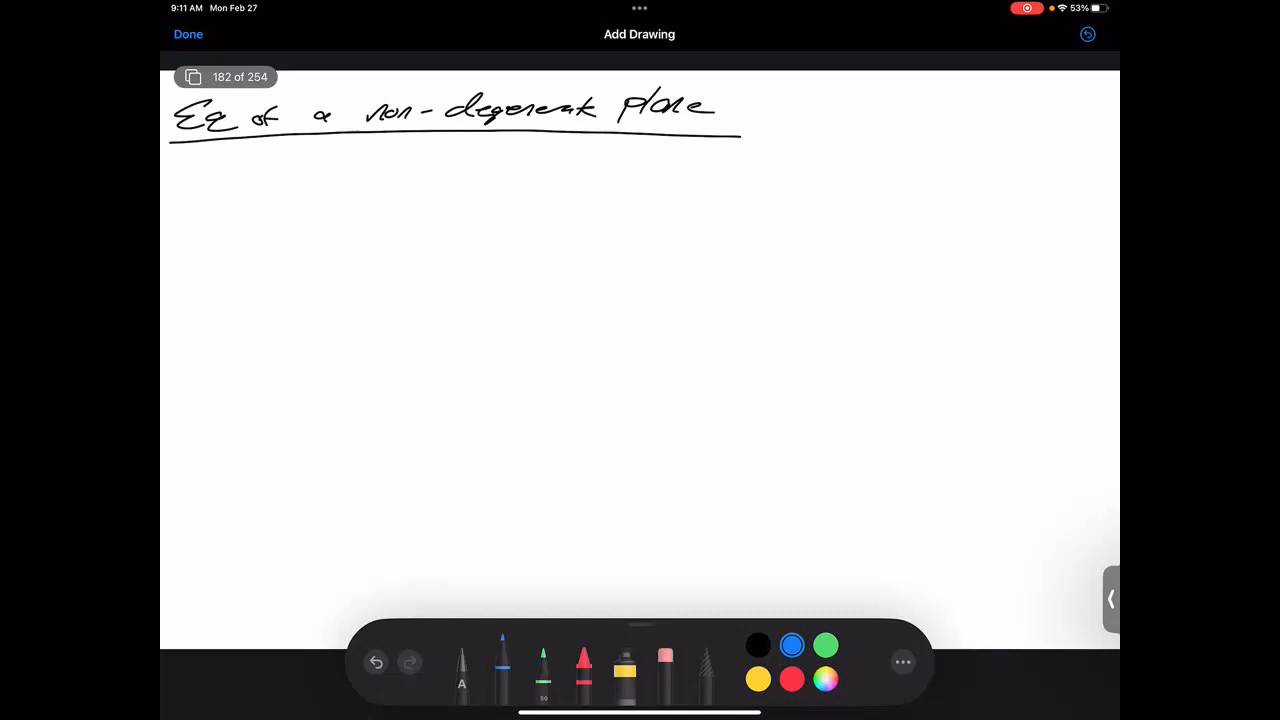 9:11 AM Mon Feb 27
53%
Done
Add Drawing
182 of 254
Eq of a non-degenerate plane
A
50